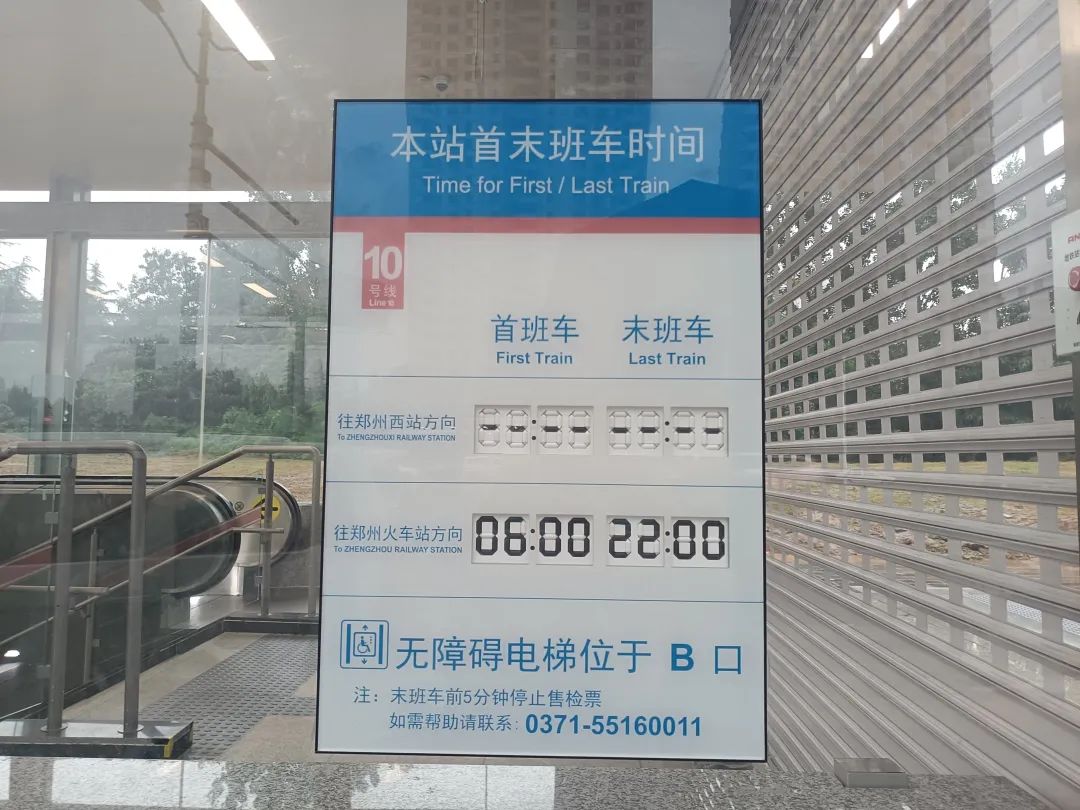 本站首末班车时间
Time for First / Last Train
10
号线
Line 10
首班车 末班车
First Train Last Train
往郑州西站方向 --:-- --:--
To ZHENGZHOUXI RAILWAY STATION
往郑州火车站方向 06:00 22:00
To ZHENGZHOU RAILWAY STATION
无障碍电梯位于 B 口
注：末班车前5分钟停止售检票
如需帮助请联系：0371-55160011